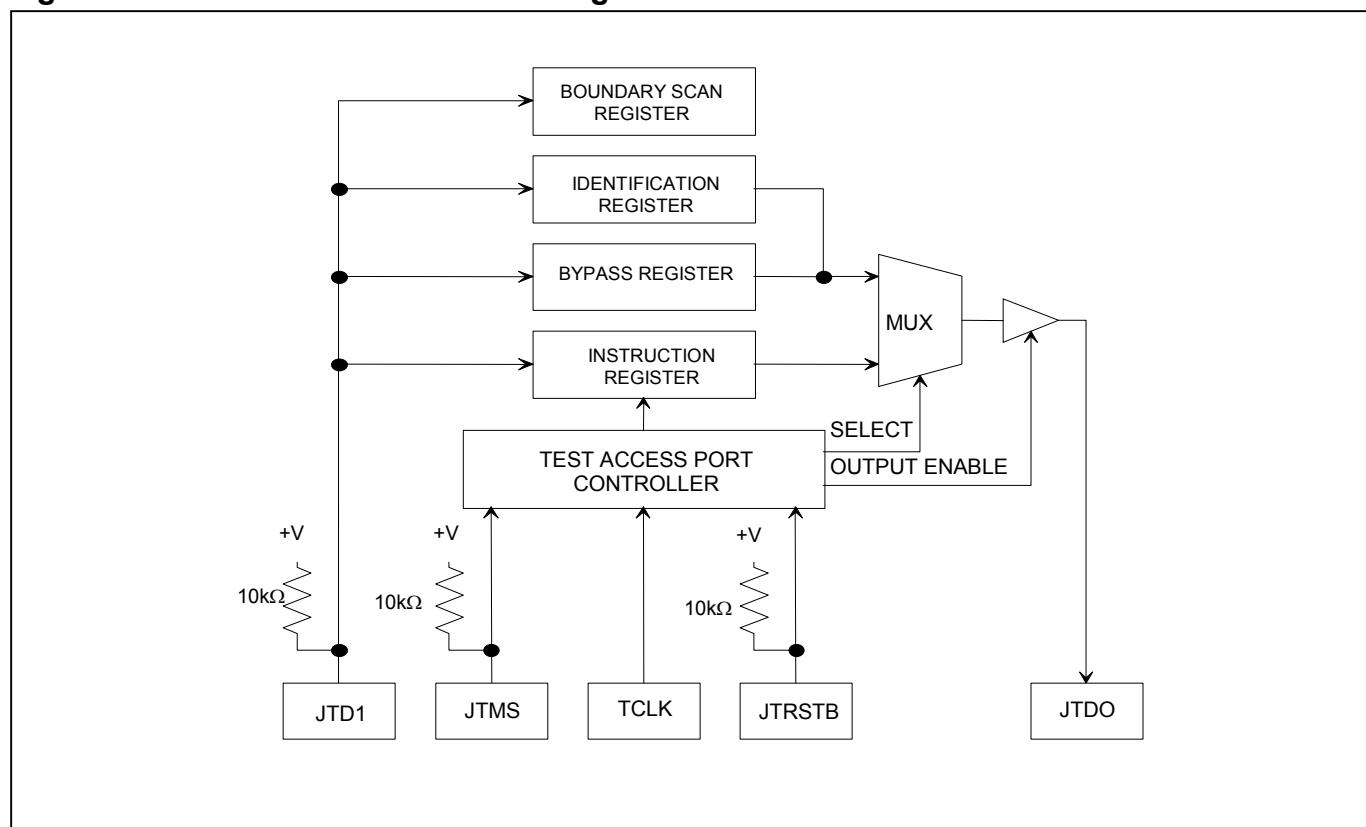 BOUNDARY SCAN
REGISTER
IDENTIFICATION
REGISTER
BYPASS REGISTER
MUX
INSTRUCTION
REGISTER
SELECT
TEST ACCESS PORT
CONTROLLER
OUTPUT ENABLE
+V
+V
+V
10kΩ
10kΩ
10kΩ
JTD1
JTMS
TCLK
JTRSTB
JTDO